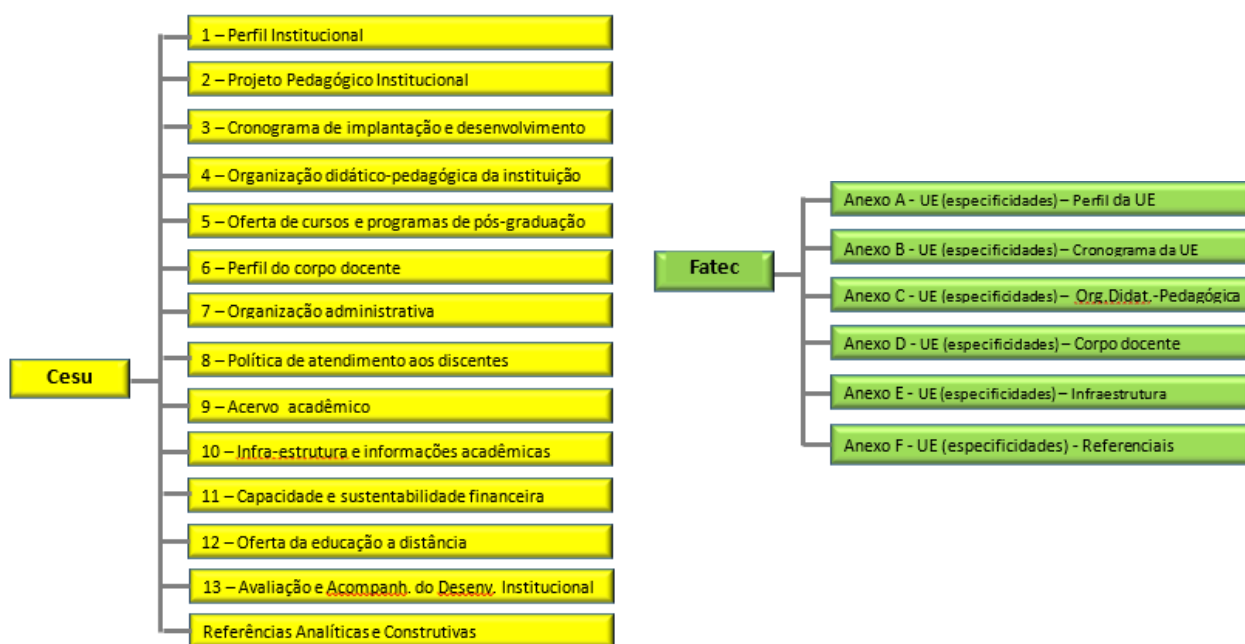 1 – Perfil Institucional
2 – Projeto Pedagógico Institucional
3 – Cronograma de implantação e desenvolvimento
4 – Organização didático-pedagógica da instituição
5 – Oferta de cursos e programas de pós-graduação
6 – Perfil do corpo docente
7 – Organização administrativa
Cesu
8 – Política de atendimento aos discentes
9 – Acervo acadêmico
10 – Infra-estrutura e informações acadêmicas
11 – Capacidade e sustentabilidade financeira
12 – Oferta da educação a distância
13 – Avaliação e Acompanh. do Desenv. Institucional
Referências Analíticas e Construtivas
Fatec
Anexo A - UE (especificidades) – Perfil da UE
Anexo B - UE (especificidades) – Cronograma da UE
Anexo C - UE (especificidades) – Org.Didat.-Pedagógica
Anexo D - UE (especificidades) – Corpo docente
Anexo E - UE (especificidades) – Infraestrutura
Anexo F - UE (especificidades) - Referenciais